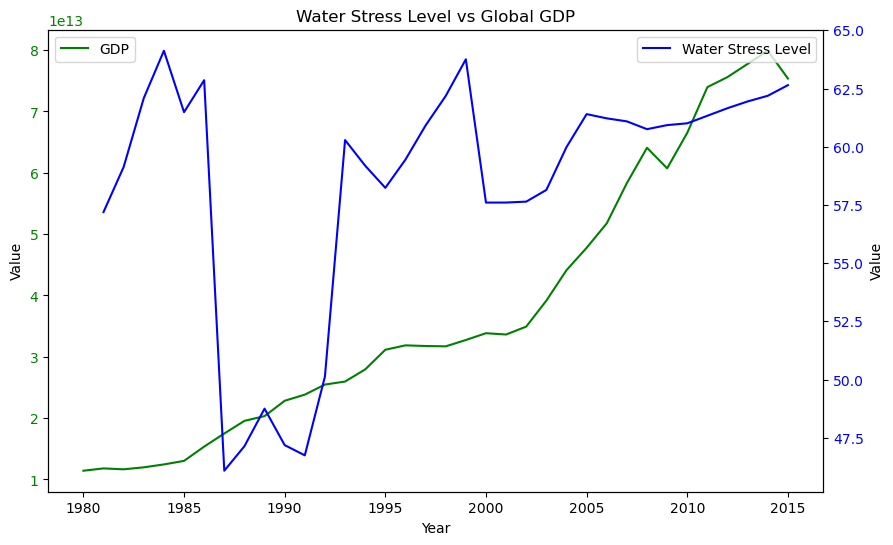 Water Stress Level vs Global GDP
1e13
GDP
Water Stress Level
8
7
6
5
4
3
2
1
Value
65.0
62.5
60.0
57.5
55.0
52.5
50.0
47.5
Value
1980 1985 1990 1995 2000 2005 2010 2015
Year